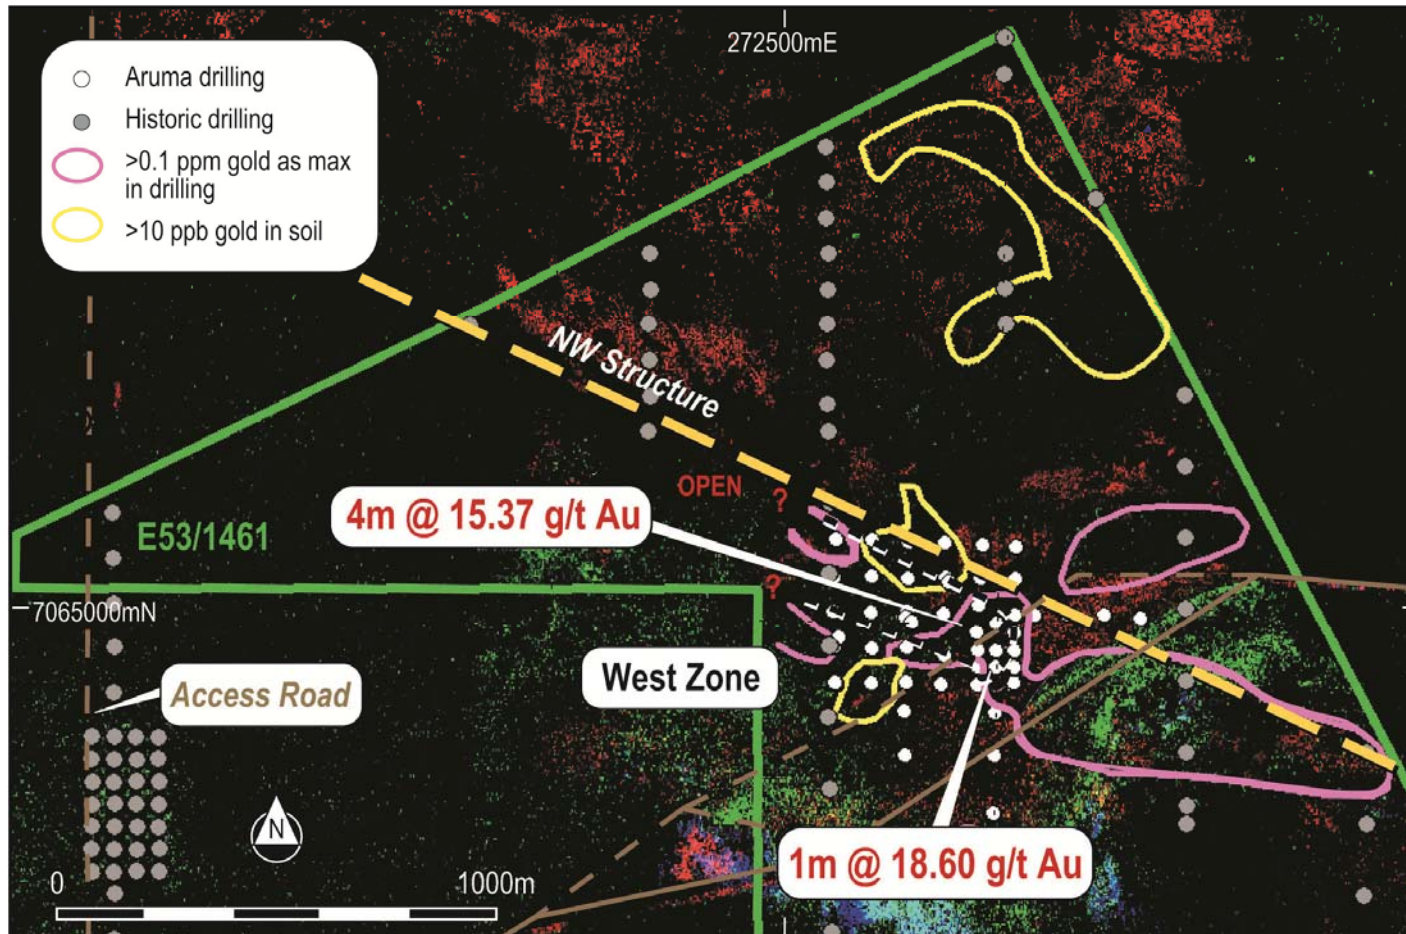 272500mE
Aruma drilling
Historic drilling
>0.1 ppm gold as max
in drilling
>10 ppb gold in soil
NW Structure
OPEN
?
4m @ 15.37 g/t Au
E53/1461
?
7065000mN
West Zone
Access Road
N
1m @ 18.60 g/t Au
0
1000m